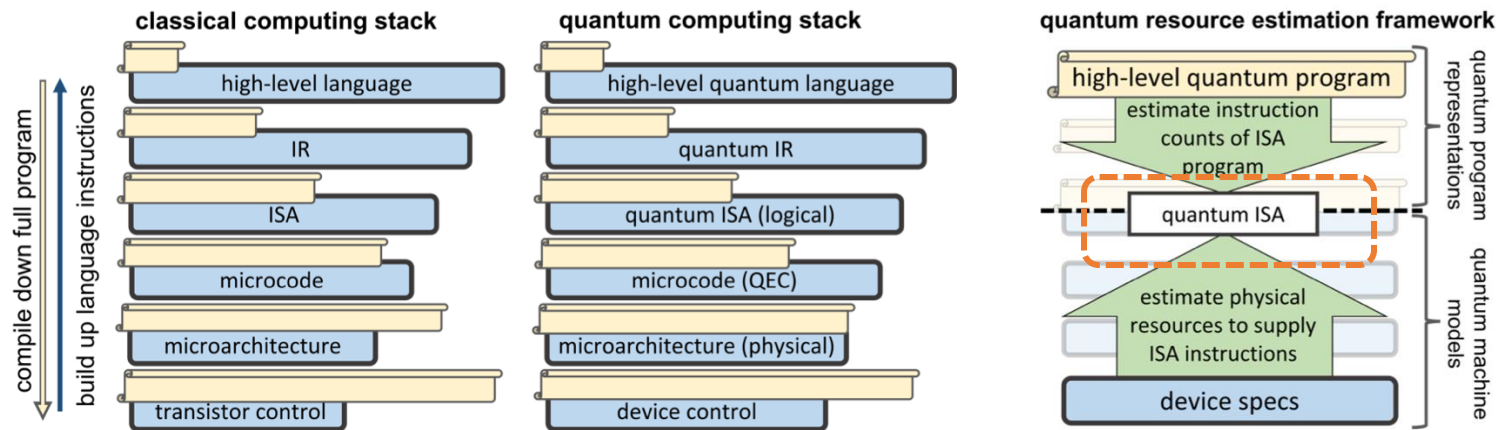 classical computing stack
high-level language
IR
ISA
microcode
microarchitecture
transistor control
compile down full program
build up language instructions
quantum computing stack
high-level quantum language
quantum IR
quantum ISA (logical)
microcode (QEC)
microarchitecture (physical)
device control
quantum resource estimation framework
high-level quantum program
estimate instruction
counts of ISA
program
quantum ISA
estimate physical
resources to supply
ISA instructions
device specs
quantum program
representations
quantum machine
models